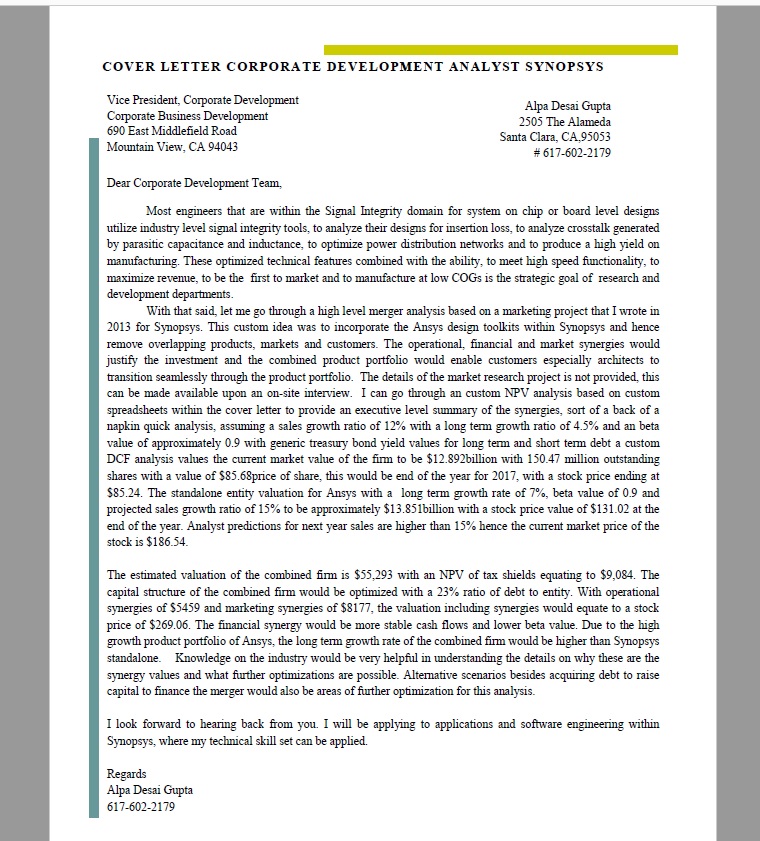 COVER LETTER CORPORATE DEVELOPMENT ANALYST SYNOPSYS
Vice President, Corporate Development
Corporate Business Development
690 East Middlefield Road
Mountain View, CA 94043
Alpa Desai Gupta
2505 The Alameda
Santa Clara, CA,95053
# 617-602-2179
Dear Corporate Development Team,
Most engineers that are within the Signal Integrity domain for system on chip or board level designs
utilize industry level signal integrity tools, to analyze their designs for insertion loss, to analyze crosstalk generated
by parasitic capacitance and inductance, to optimize power distribution networks and to produce a high yield on
manufacturing. These optimized technical features combined with the ability, to meet high speed functionality, to
maximize revenue, to be the first to market and to manufacture at low COGs is the strategic goal of research and
development departments.
With that said, let me go through a high level merger analysis based on a marketing project that I wrote in
2013 for Synopsys. This custom idea was to incorporate the Ansys design toolkits within Synopsys and hence
remove overlapping products, markets and customers. The operational, financial and market synergies would
justify the investment and the combined product portfolio would enable customers especially architects to
transition seamlessly through the product portfolio. The details of the market research project is not provided, this
can be made available upon an on-site interview. I can go through an custom NPV analysis based on custom
spreadsheets within the cover letter to provide an executive level summary of the synergies, sort of a back of a
napkin quick analysis, assuming a sales growth ratio of 12% with a long term growth ratio of 4.5% and an beta
value of approximately 0.9 with generic treasury bond yield values for long term and short term debt a custom
DCF analysis values the current market value of the firm to be $12.892billion with 150.47 million outstanding
shares with a value of $85.68price of share, this would be end of the year for 2017, with a stock price ending at
$85.24. The standalone entity valuation for Ansys with a long term growth rate of 7%, beta value of 0.9 and
projected sales growth ratio of 15% to be approximately $13.851billion with a stock price value of $131.02 at the
end of the year. Analyst predictions for next year sales are higher than 15% hence the current market price of the
stock is $186.54.
The estimated valuation of the combined firm is $55,293 with an NPV of tax shields equating to $9,084. The
capital structure of the combined firm would be optimized with a 23% ratio of debt to entity. With operational
synergies of $5459 and marketing synergies of $8177, the valuation including synergies would equate to a stock
price of $269.06. The financial synergy would be more stable cash flows and lower beta value. Due to the high
growth product portfolio of Ansys, the long term growth rate of the combined firm would be higher than Synopsys
standalone. Knowledge on the industry would be very helpful in understanding the details on why these are the
synergy values and what further optimizations are possible. Alternative scenarios besides acquiring debt to raise
capital to finance the merger would also be areas of further optimization for this analysis.
I look forward to hearing back from you. I will be applying to applications and software engineering within
Synopsys, where my technical skill set can be applied.
Regards
Alpa Desai Gupta
617-602-2179